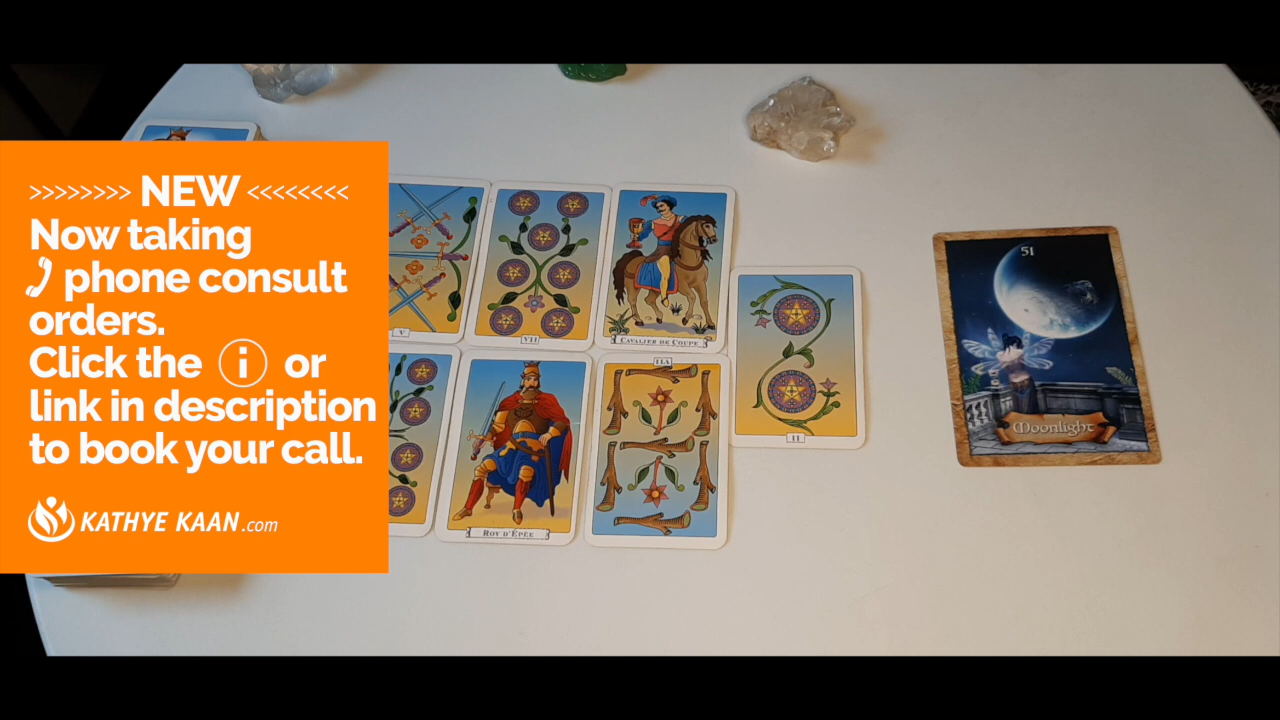 >>>>>>>> NEW <<<<<<<<
Now taking
phone consult
orders.
Click the i or
link in description
to book your call.
KATHYE KAAN.com
V
VII
CAVALIER DE COUPE
II
ROY D'ÉPÉE
VII
51
Moonlight